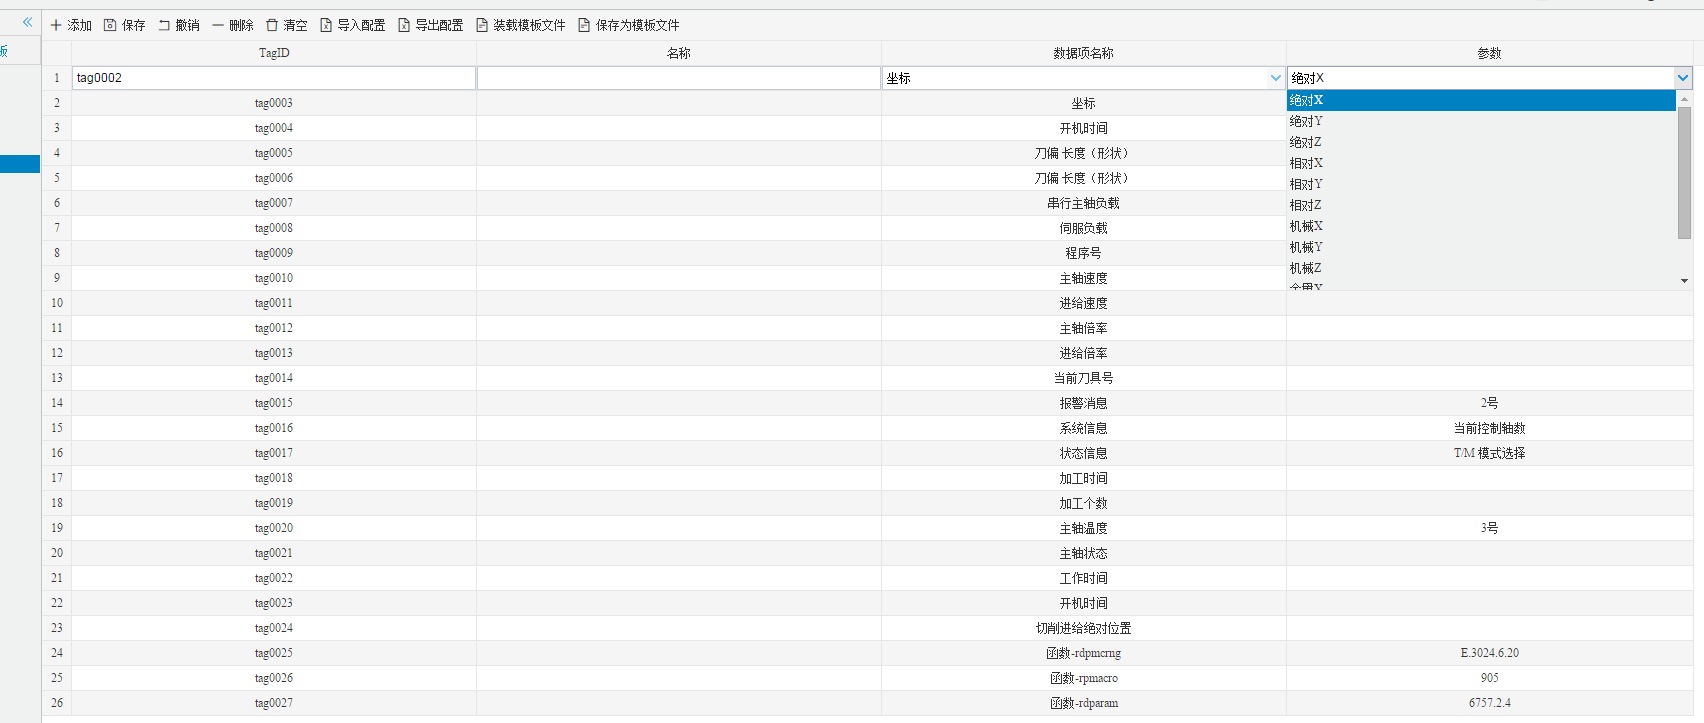 « 添加 保存 撤销 删除 清空 导入配置 导出配置 装载模板文件 保存为模板文件
板
TagID 名称 数据项名称 参数
1 tag0002 坐标 绝对X
绝对X
绝对Y
绝对Z
相对X
相对Y
相对Z
机械X
机械Y
机械Z
2 tag0003 坐标
3 tag0004 开机时间
4 tag0005 刀偏 长度（形状）
5 tag0006 刀偏 长度（形状）
6 tag0007 串行主轴负载
7 tag0008 伺服负载
8 tag0009 程序号
9 tag0010 主轴速度
10 tag0011 进给速度
11 tag0012 主轴倍率
12 tag0013 进给倍率
13 tag0014 当前刀具号
14 tag0015 报警消息 2号
15 tag0016 系统信息 当前控制轴数
16 tag0017 状态信息 T/M 模式选择
17 tag0018 加工时间
18 tag0019 加工个数
19 tag0020 主轴温度 3号
20 tag0021 主轴状态
21 tag0022 工作时间
22 tag0023 开机时间
23 tag0024 切削进给绝对位置
24 tag0025 函数-rdpmcrng E.3024.6.20
25 tag0026 函数-rpmacro 905
26 tag0027 函数-rdparam 6757.2.4